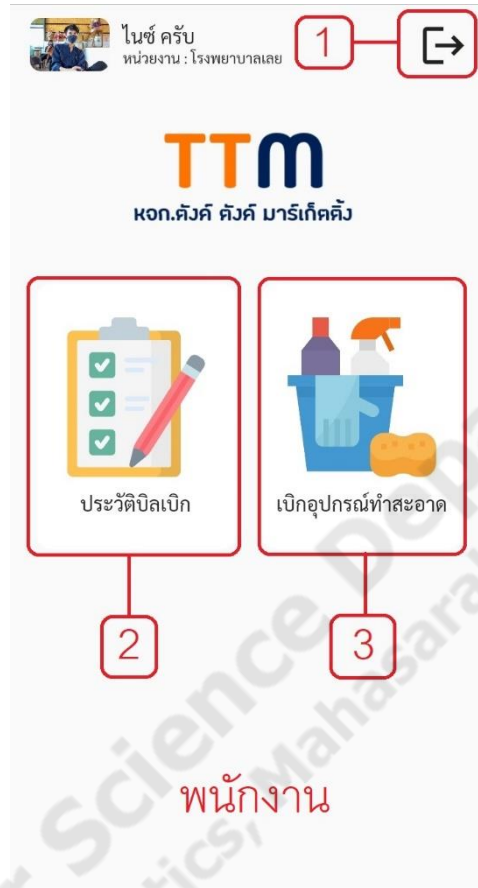 ไนซ์ ครับ
หน่วยงาน : โรงพยาบาลเลย
1
TTM
หจก.ตังค์ ตังค์ มาร์เก็ตติ้ง
ประวัติบิลเบิก
เบิกอุปกรณ์ทำสะอาด
2
3
พนักงาน